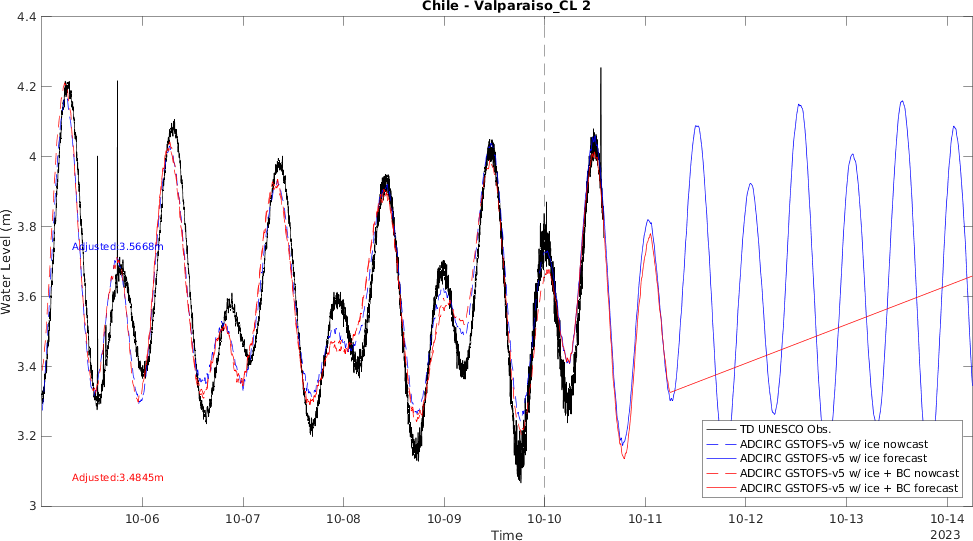 Chile - Valparaiso_CL 2
4.4
4.2
4
3.8
3.6
3.4
3.2
3
Water Level (m)
Adjusted:3.5668m
Adjusted:3.4845m
TD UNESCO Obs.
ADCIRC GSTOFS-v5 w/ ice nowcast
ADCIRC GSTOFS-v5 w/ ice forecast
ADCIRC GSTOFS-v5 w/ ice + BC nowcast
ADCIRC GSTOFS-v5 w/ ice + BC forecast
10-06 10-07 10-08 10-09 10-10 10-11 10-12 10-13 10-14
Time
2023